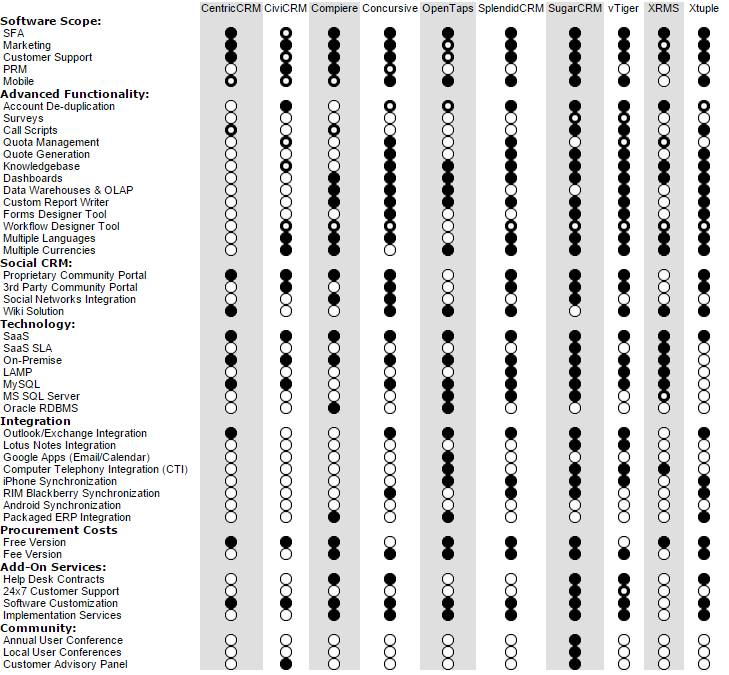 CentricCRM CiviCRM Compiere Concursive OpenTaps SplendidCRM SugarCRM vTiger XRMS Xtuple
Software Scope:
SFA
Marketing
Customer Support
PRM
Mobile
Advanced Functionality:
Account De-duplication
Surveys
Call Scripts
Quota Management
Quote Generation
Knowledgebase
Dashboards
Data Warehouses & OLAP
Custom Report Writer
Forms Designer Tool
Workflow Designer Tool
Multiple Languages
Multiple Currencies
Social CRM:
Proprietary Community Portal
3rd Party Community Portal
Social Networks Integration
Wiki Solution
Technology:
SaaS
SaaS SLA
On-Premise
LAMP
MySQL
MS SQL Server
Oracle RDBMS
Integration
Outlook/Exchange Integration
Lotus Notes Integration
Google Apps (Email/Calendar)
Computer Telephony Integration (CTI)
iPhone Synchronization
RIM Blackberry Synchronization
Android Synchronization
Packaged ERP Integration
Procurement Costs
Free Version
Fee Version
Add-On Services:
Help Desk Contracts
24x7 Customer Support
Software Customization
Implementation Services
Community:
Annual User Conference
Local User Conferences
Customer Advisory Panel